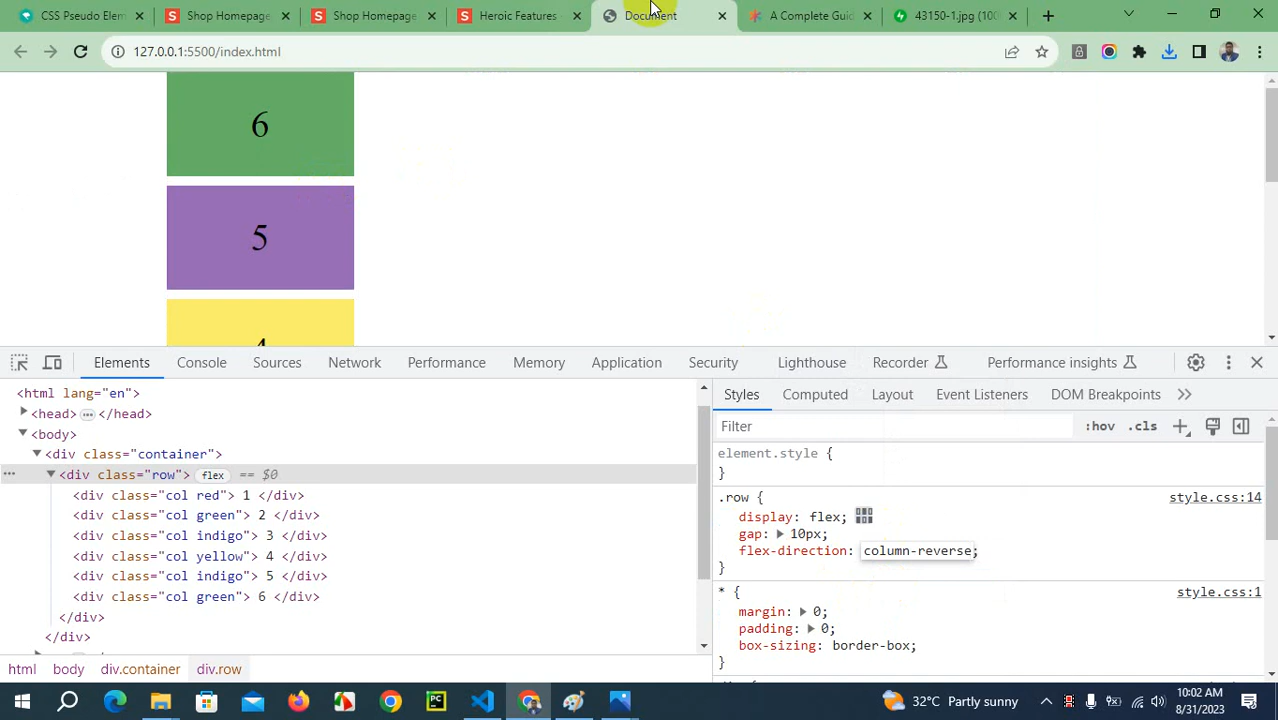 CSS Pseudo Elem
Shop Homepage
Shop Homepage
Heroic Features
Document
A Complete Guid
43150-1.jpg (100
127.0.0.1:5500/index.html
6
5
4
Elements
Console
Sources
Network
Performance
Memory
Application
Security
Lighthouse
Recorder
Performance insights
<html lang="en">
<head> ... </head>
<body>
<div class="container">
<div class="row"> flex == $0
<div class="col red"> 1 </div>
<div class="col green"> 2 </div>
<div class="col indigo"> 3 </div>
<div class="col yellow"> 4 </div>
<div class="col indigo"> 5 </div>
<div class="col green"> 6 </div>
</div>
</div>
html body div.container div.row
Styles
Computed
Layout
Event Listeners
DOM Breakpoints
Filter
:hov
.cls
element.style {
}
.row { style.css:14
display: flex;
gap: 10px;
flex-direction: column-reverse;
}
* { style.css:1
margin: 0;
padding: 0;
box-sizing: border-box;
}
32°C Partly sunny
10:02 AM
8/31/2023